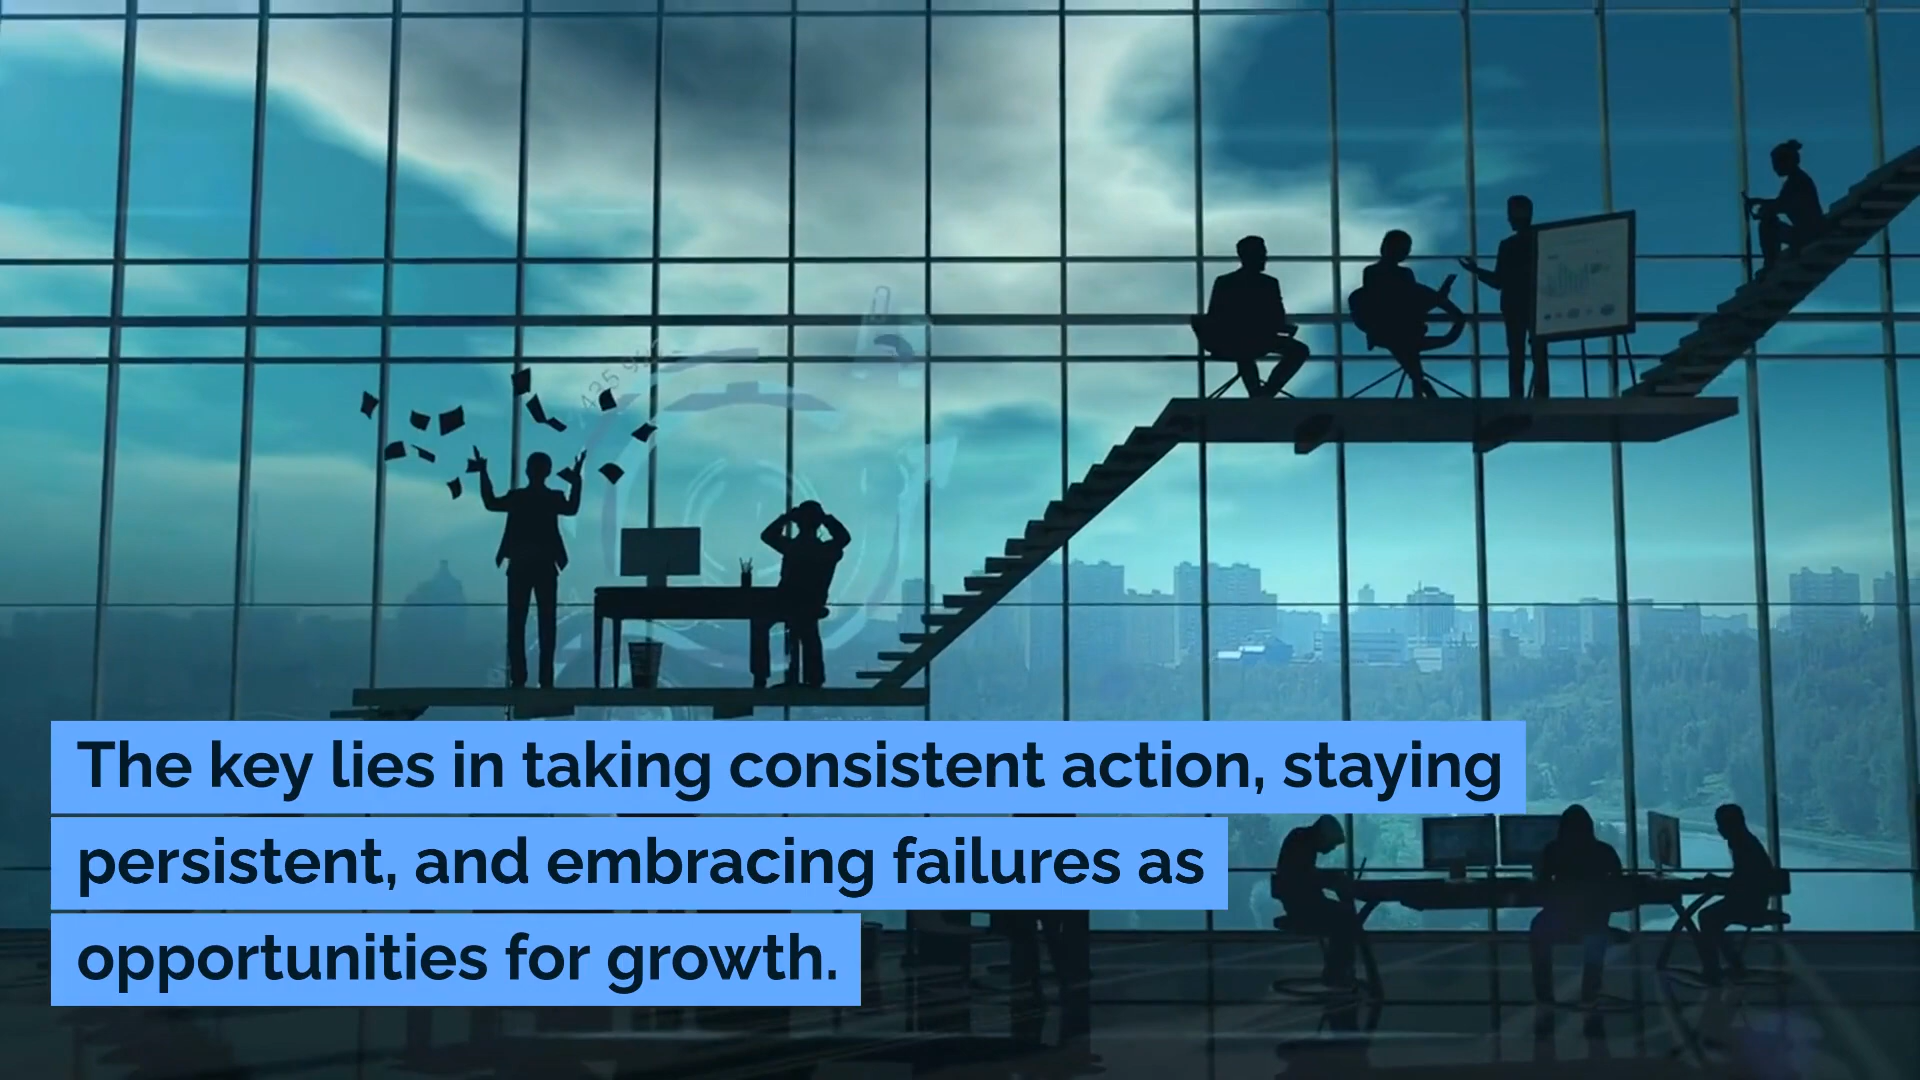 The key lies in taking consistent action, staying
persistent, and embracing failures as
opportunities for growth.